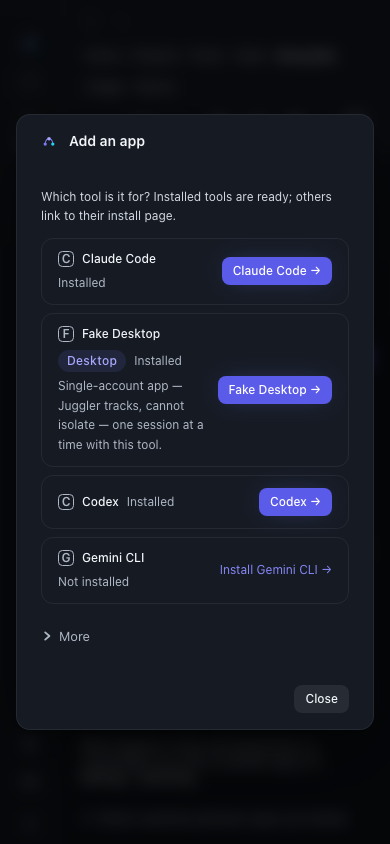 Add an app
Which tool is it for? Installed tools are ready; others
link to their install page.
C Claude Code
Installed
Claude Code →
F Fake Desktop
Desktop Installed
Single-account app —
Juggler tracks, cannot
isolate — one session at a
time with this tool.
Fake Desktop →
C Codex Installed
Codex →
G Gemini CLI
Not installed
Install Gemini CLI →
More
Close